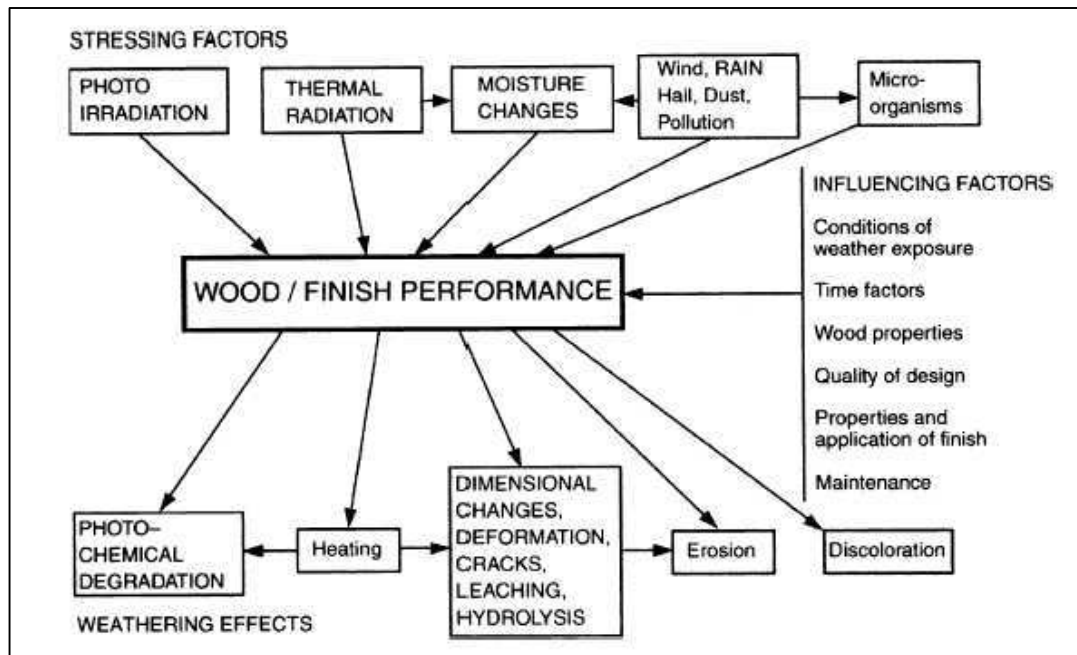 STRESSING FACTORS
PHOTO
IRRADIATION
THERMAL
RADIATION
MOISTURE
CHANGES
Wind, RAIN
Hail, Dust,
Pollution
Micro-
organisms
INFLUENCING FACTORS
Conditions of
weather exposure
Time factors
Wood properties
Quality of design
Properties and
application of finish
Maintenance
WOOD / FINISH PERFORMANCE
PHOTO–
CHEMICAL
DEGRADATION
Heating
DIMENSIONAL
CHANGES,
DEFORMATION,
CRACKS,
LEACHING,
HYDROLYSIS
Erosion
Discoloration
WEATHERING EFFECTS